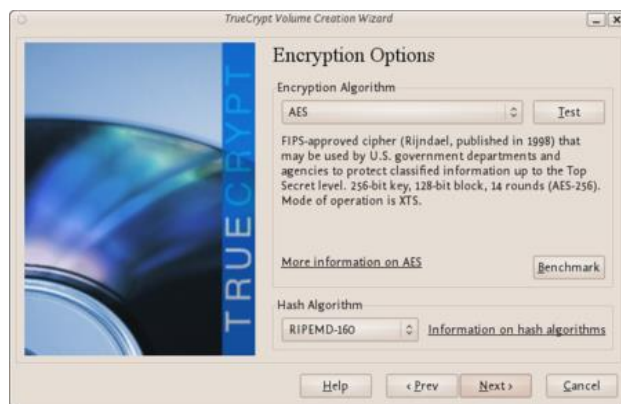 TrueCrypt Volume Creation Wizard
TRUECRYPT
Encryption Options
Encryption Algorithm
AES
Test
FIPS-approved cipher (Rijndael, published in 1998) that
may be used by U.S. government departments and
agencies to protect classified information up to the Top
Secret level. 256-bit key, 128-bit block, 14 rounds (AES-256).
Mode of operation is XTS.
More information on AES
Benchmark
Hash Algorithm
RIPEMD-160
Information on hash algorithms
Help
‹ Prev
Next ›
Cancel